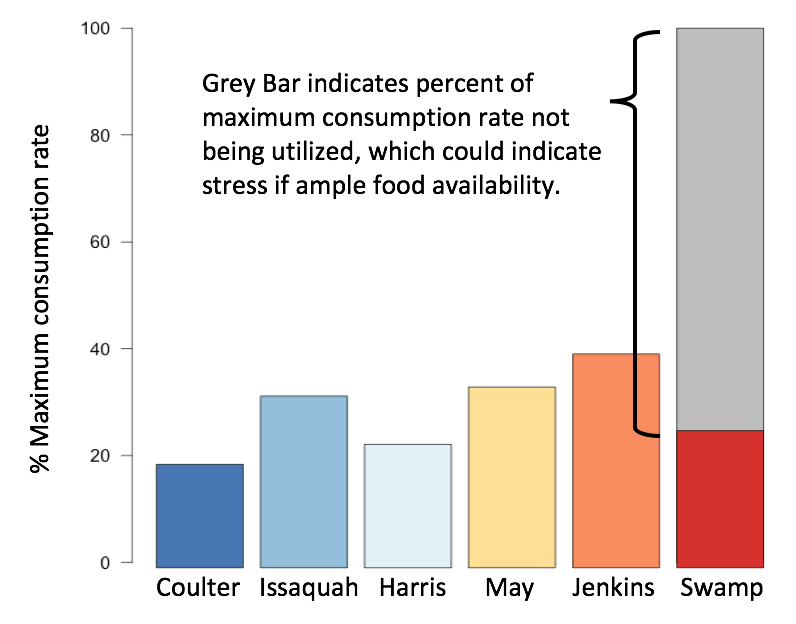 100
Grey Bar indicates percent of
maximum consumption rate not
being utilized, which could indicate
stress if ample food availability.
80
60
40
20
0
% Maximum consumption rate
Coulter Issaquah Harris May Jenkins Swamp